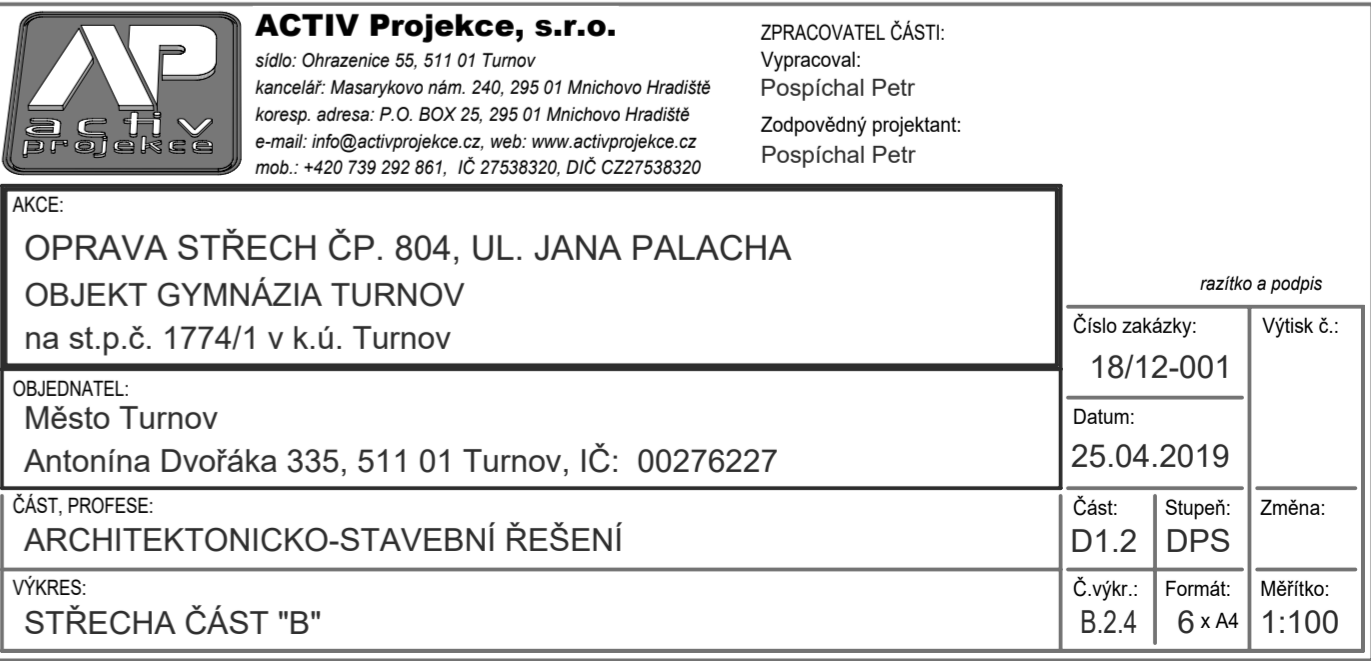 activ
projekce
ACTIV Projekce, s.r.o.
sídlo: Ohrazenice 55, 511 01 Turnov
kancelář: Masarykovo nám. 240, 295 01 Mnichovo Hradiště
koresp. adresa: P.O. BOX 25, 295 01 Mnichovo Hradiště
e-mail: info@activprojekce.cz, web: www.activprojekce.cz
mob.: +420 739 292 861, IČ 27538320, DIČ CZ27538320
ZPRACOVATEL ČÁSTI:
Vypracoval:
Pospíchal Petr
Zodpovědný projektant:
Pospíchal Petr
AKCE:
OPRAVA STŘECH ČP. 804, UL. JANA PALACHA
OBJEKT GYMNÁZIA TURNOV
na st.p.č. 1774/1 v k.ú. Turnov
razítko a podpis
OBJEDNATEL:
Město Turnov
Antonína Dvořáka 335, 511 01 Turnov, IČ: 00276227
Číslo zakázky:
18/12-001
Výtisk č.:
Datum:
25.04.2019
ČÁST, PROFESE:
ARCHITEKTONICKO-STAVEBNÍ ŘEŠENÍ
Část:
D1.2
Stupeň:
DPS
Změna:
VÝKRES:
STŘECHA ČÁST "B"
Č.výkr.:
B.2.4
Formát:
6 x A4
Měřítko:
1:100